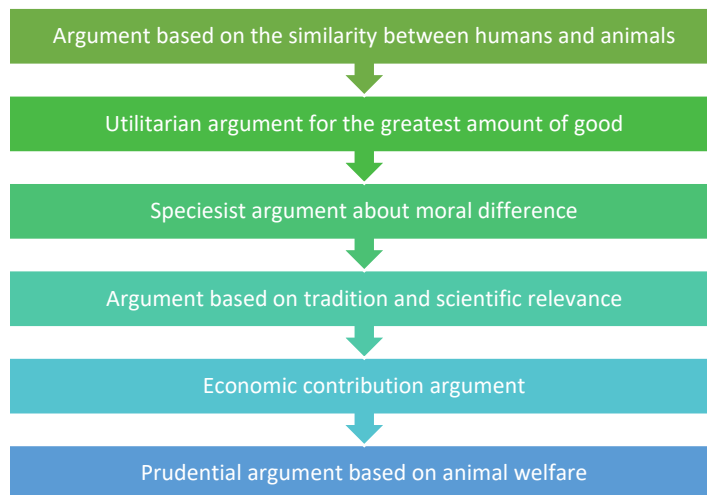 Argument based on the similarity between humans and animals
Utilitarian argument for the greatest amount of good
Speciesist argument about moral difference
Argument based on tradition and scientific relevance
Economic contribution argument
Prudential argument based on animal welfare